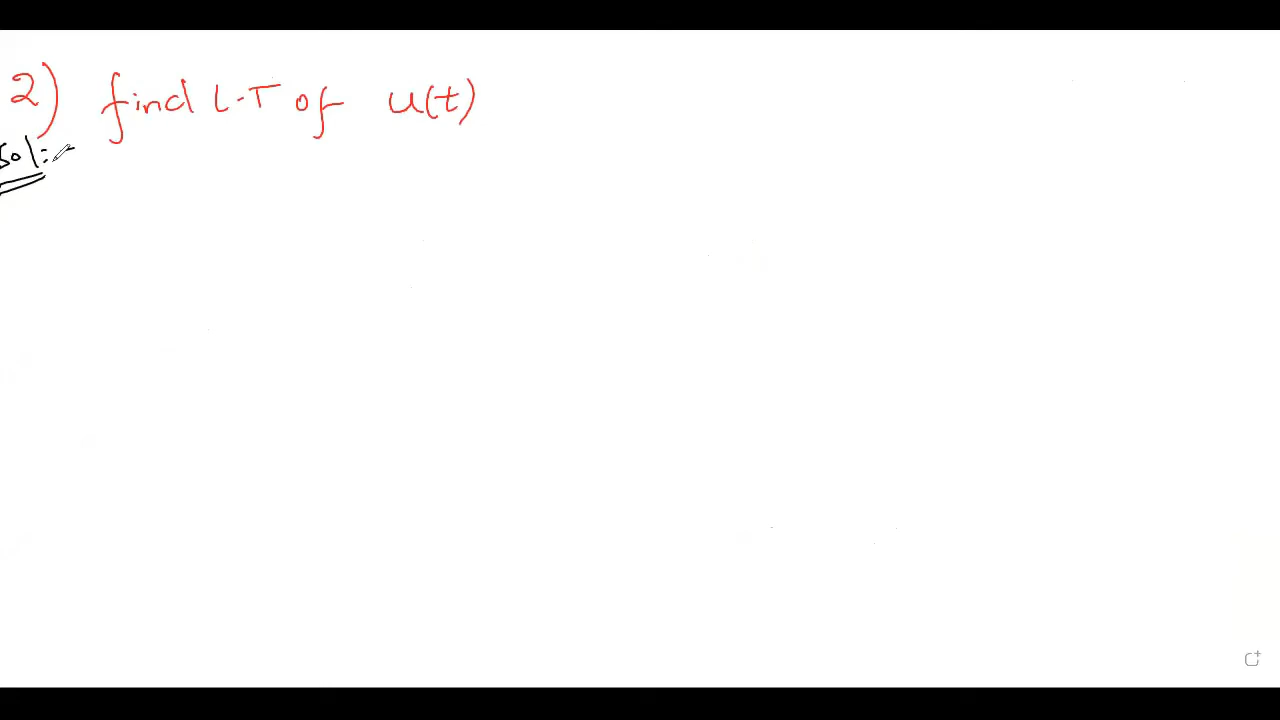 2) find L.T of u(t)
Sol:-